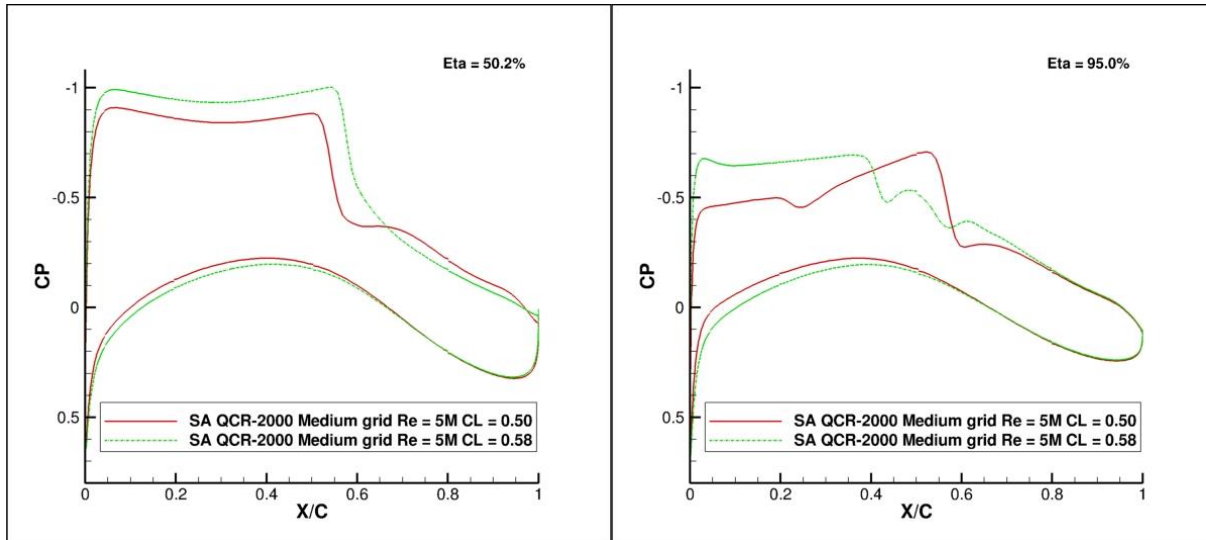 Eta = 50.2%
-1
-0.5
0
0.5
CP
SA QCR-2000 Medium grid Re = 5M CL = 0.50
SA QCR-2000 Medium grid Re = 5M CL = 0.58
0
0.2
0.4
0.6
0.8
1
X/C
Eta = 95.0%
-1
-0.5
0
0.5
CP
SA QCR-2000 Medium grid Re = 5M CL = 0.50
SA QCR-2000 Medium grid Re = 5M CL = 0.58
0
0.2
0.4
0.6
0.8
1
X/C